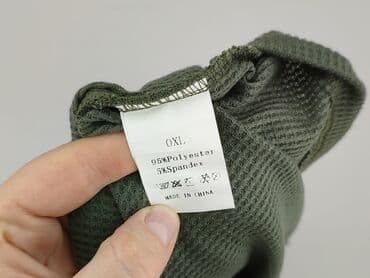 0XL
95%Polyester
5%Spandex
MADE IN CHINA